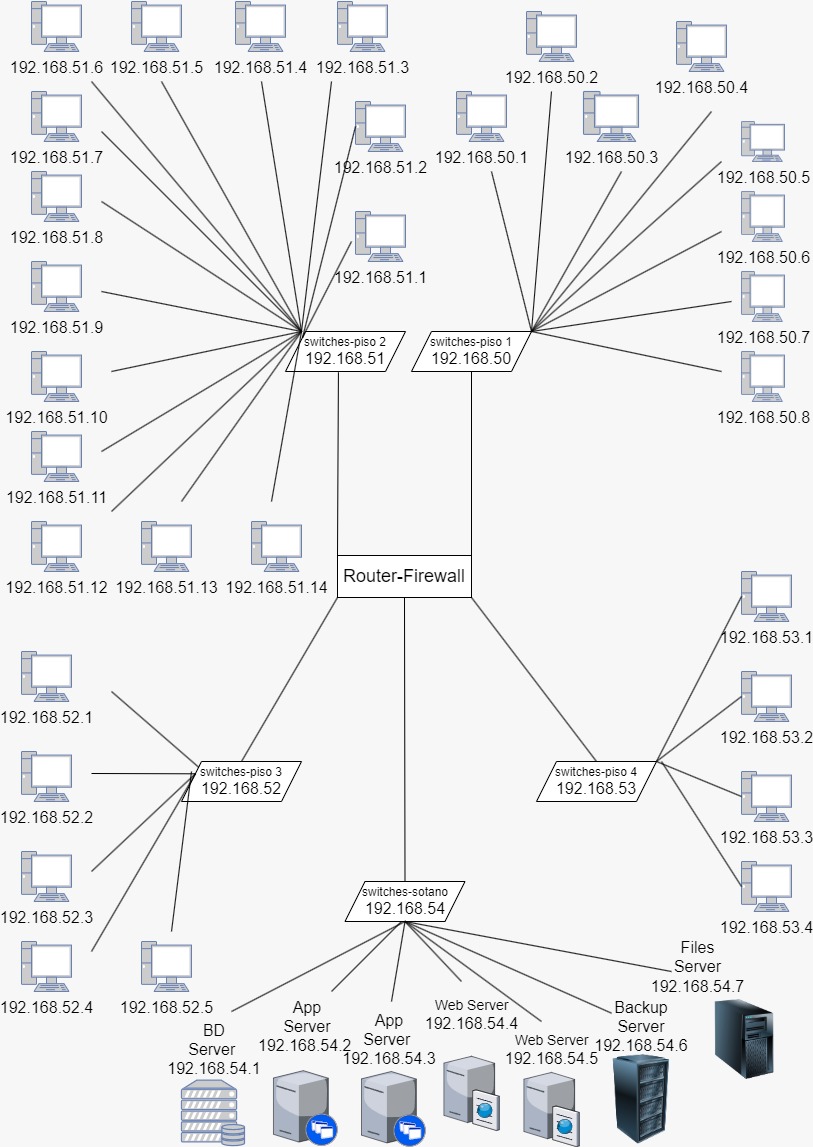 192.168.51.6
192.168.51.5
192.168.51.4
192.168.51.3
192.168.50.2
192.168.50.4
192.168.51.7
192.168.51.2
192.168.50.1
192.168.50.3
192.168.50.5
192.168.51.8
192.168.50.6
192.168.51.1
192.168.51.9
192.168.50.7
switches-piso 2
192.168.51
switches-piso 1
192.168.50
192.168.51.10
192.168.50.8
192.168.51.11
192.168.51.12
192.168.51.13
192.168.51.14
Router-Firewall
192.168.53.1
192.168.52.1
192.168.53.2
switches-piso 3
192.168.52
switches-piso 4
192.168.53
192.168.52.2
192.168.53.3
192.168.52.3
switches-sotano
192.168.54
192.168.53.4
192.168.52.4
192.168.52.5
Files
Server
192.168.54.7
BD
Server
192.168.54.1
App
Server
192.168.54.2
App
Server
192.168.54.3
Web Server
192.168.54.4
Web Server
192.168.54.5
Backup
Server
192.168.54.6